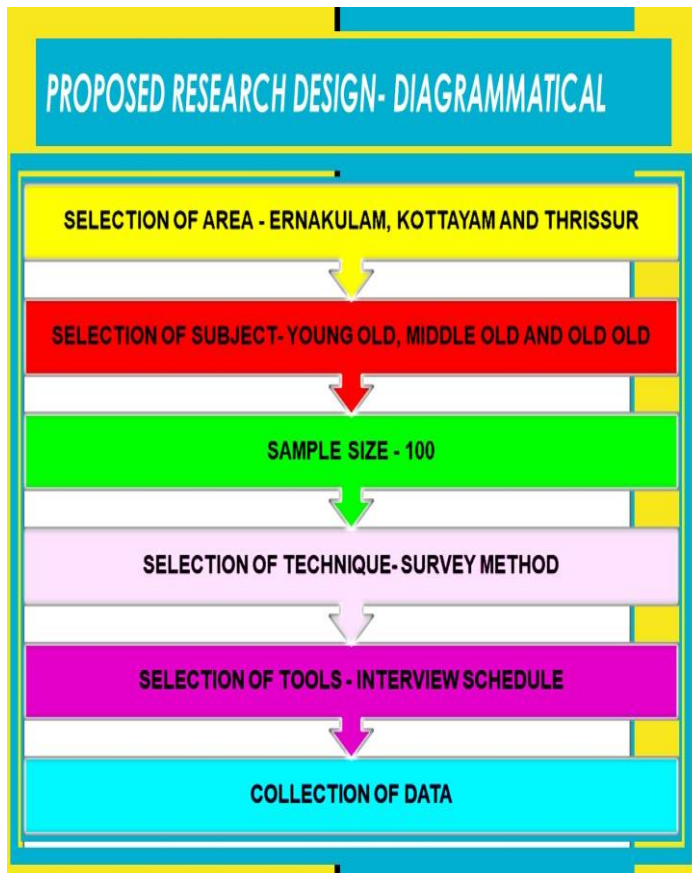 PROPOSED RESEARCH DESIGN- DIAGRAMMATICAL
SELECTION OF AREA - ERNAKULAM, KOTTAYAM AND THRISSUR
SELECTION OF SUBJECT- YOUNG OLD, MIDDLE OLD AND OLD OLD
SAMPLE SIZE - 100
SELECTION OF TECHNIQUE- SURVEY METHOD
SELECTION OF TOOLS - INTERVIEW SCHEDULE
COLLECTION OF DATA